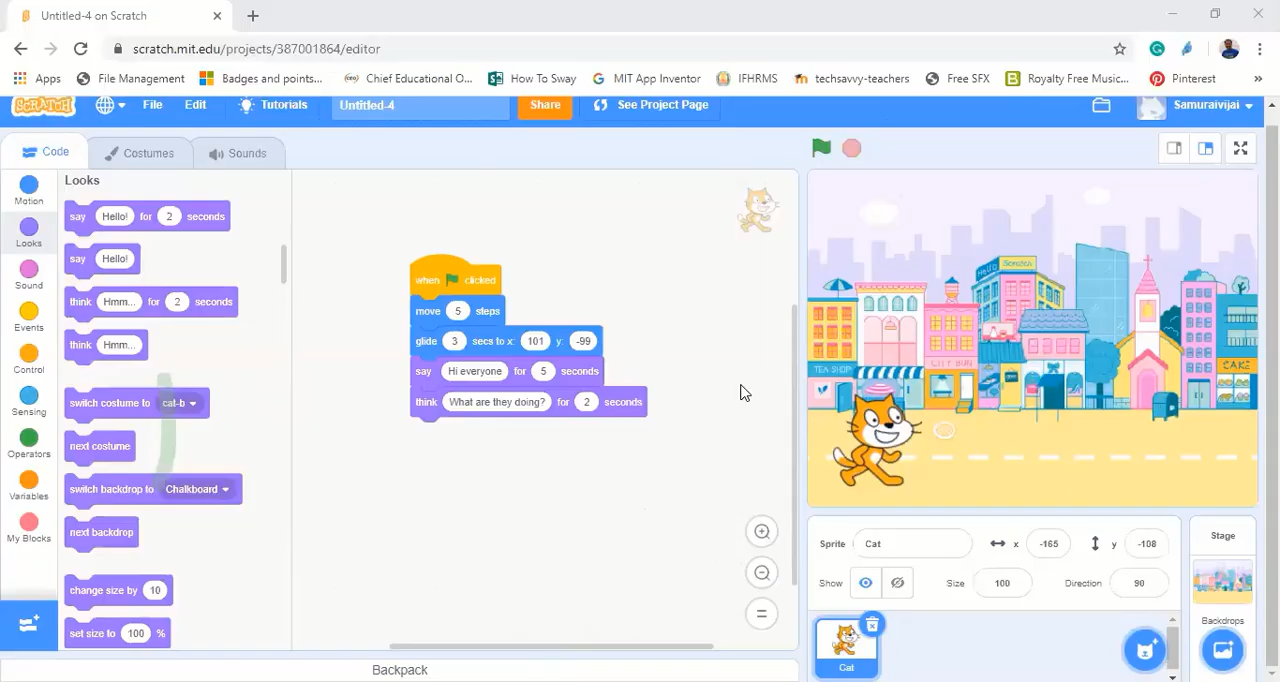 Untitled-4 on Scratch
scratch.mit.edu/projects/387001864/editor
Apps File Management Badges and points... Chief Educational O... How To Sway MIT App Inventor IFHRMS techsavvy-teachers Free SFX Royalty Free Music... Pinterest »
SCRATCH File Edit Tutorials Untitled-4 Share See Project Page Samuraivijai
Code Costumes Sounds
Motion
Looks
Sound
Events
Control
Sensing
Operators
Variables
My Blocks
Looks
say Hello! for 2 seconds
say Hello!
think Hmm... for 2 seconds
think Hmm...
switch costume to cat-b
next costume
switch backdrop to Chalkboard
next backdrop
change size by 10
set size to 100 %
when clicked
move 5 steps
glide 3 secs to x: 101 y: -99
say Hi everyone for 5 seconds
think What are they doing? for 2 seconds
Backpack
Hello Scratch
TEA SHOP
CITY BUN
CAKE
Sprite Cat x -165 y -108
Show Size 100 Direction 90
Cat
Stage
Backdrops